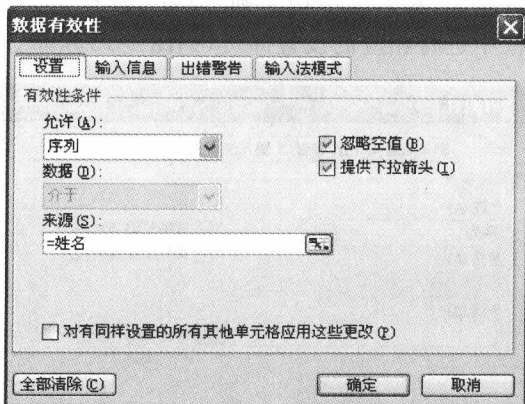 数据有效性
设置 输入信息 出错警告 输入法模式
有效性条件
允许(A):
序列
忽略空值(B)
数据(D):
提供下拉箭头(I)
介于
来源(S):
=姓名
对有同样设置的所有其他单元格应用这些更改(P)
全部清除(C) 确定 取消